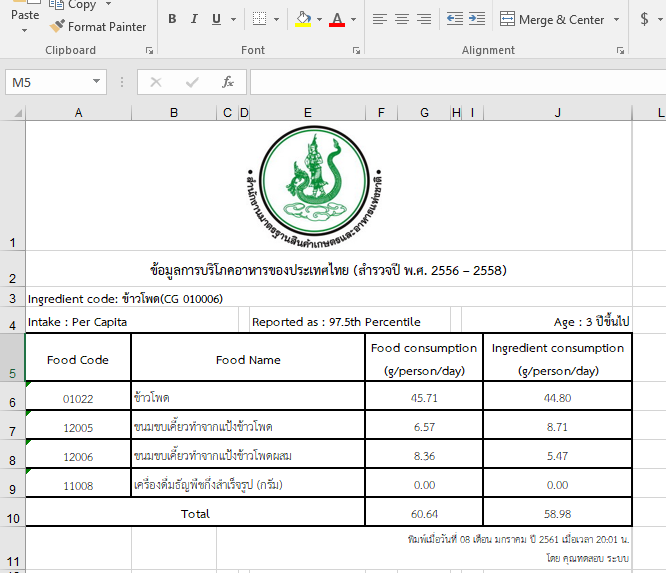 Paste
Copy
Format Painter
B I U A
Merge & Center $
Clipboard Font Alignment
M5 fx
A B C D E F G H I J L
สำนักงานมาตรฐานสินค้าเกษตรและอาหารแห่งชาติ
1
2 ข้อมูลการบริโภคอาหารของประเทศไทย (สำรวจปี พ.ศ. 2556 – 2558)
3 Ingredient code: ข้าวโพด(CG 010006)
4 Intake : Per Capita Reported as : 97.5th Percentile Age : 3 ปีขึ้นไป
5 Food Code Food Name Food consumption (g/person/day) Ingredient consumption (g/person/day)
6 01022 ข้าวโพด 45.71 44.80
7 12005 ขนมขบเคี้ยวทำจากแป้งข้าวโพด 6.57 8.71
8 12006 ขนมขบเคี้ยวทำจากแป้งข้าวโพดผสม 8.36 5.47
9 11008 เครื่องดื่มธัญพืชกึ่งสำเร็จรูป (กรัม) 0.00 0.00
10 Total 60.64 58.98
พิมพ์เมื่อวันที่ 08 เดือน มกราคม ปี 2561 เมื่อเวลา 20:01 น.
11 โดย คุณทดสอบ ระบบ